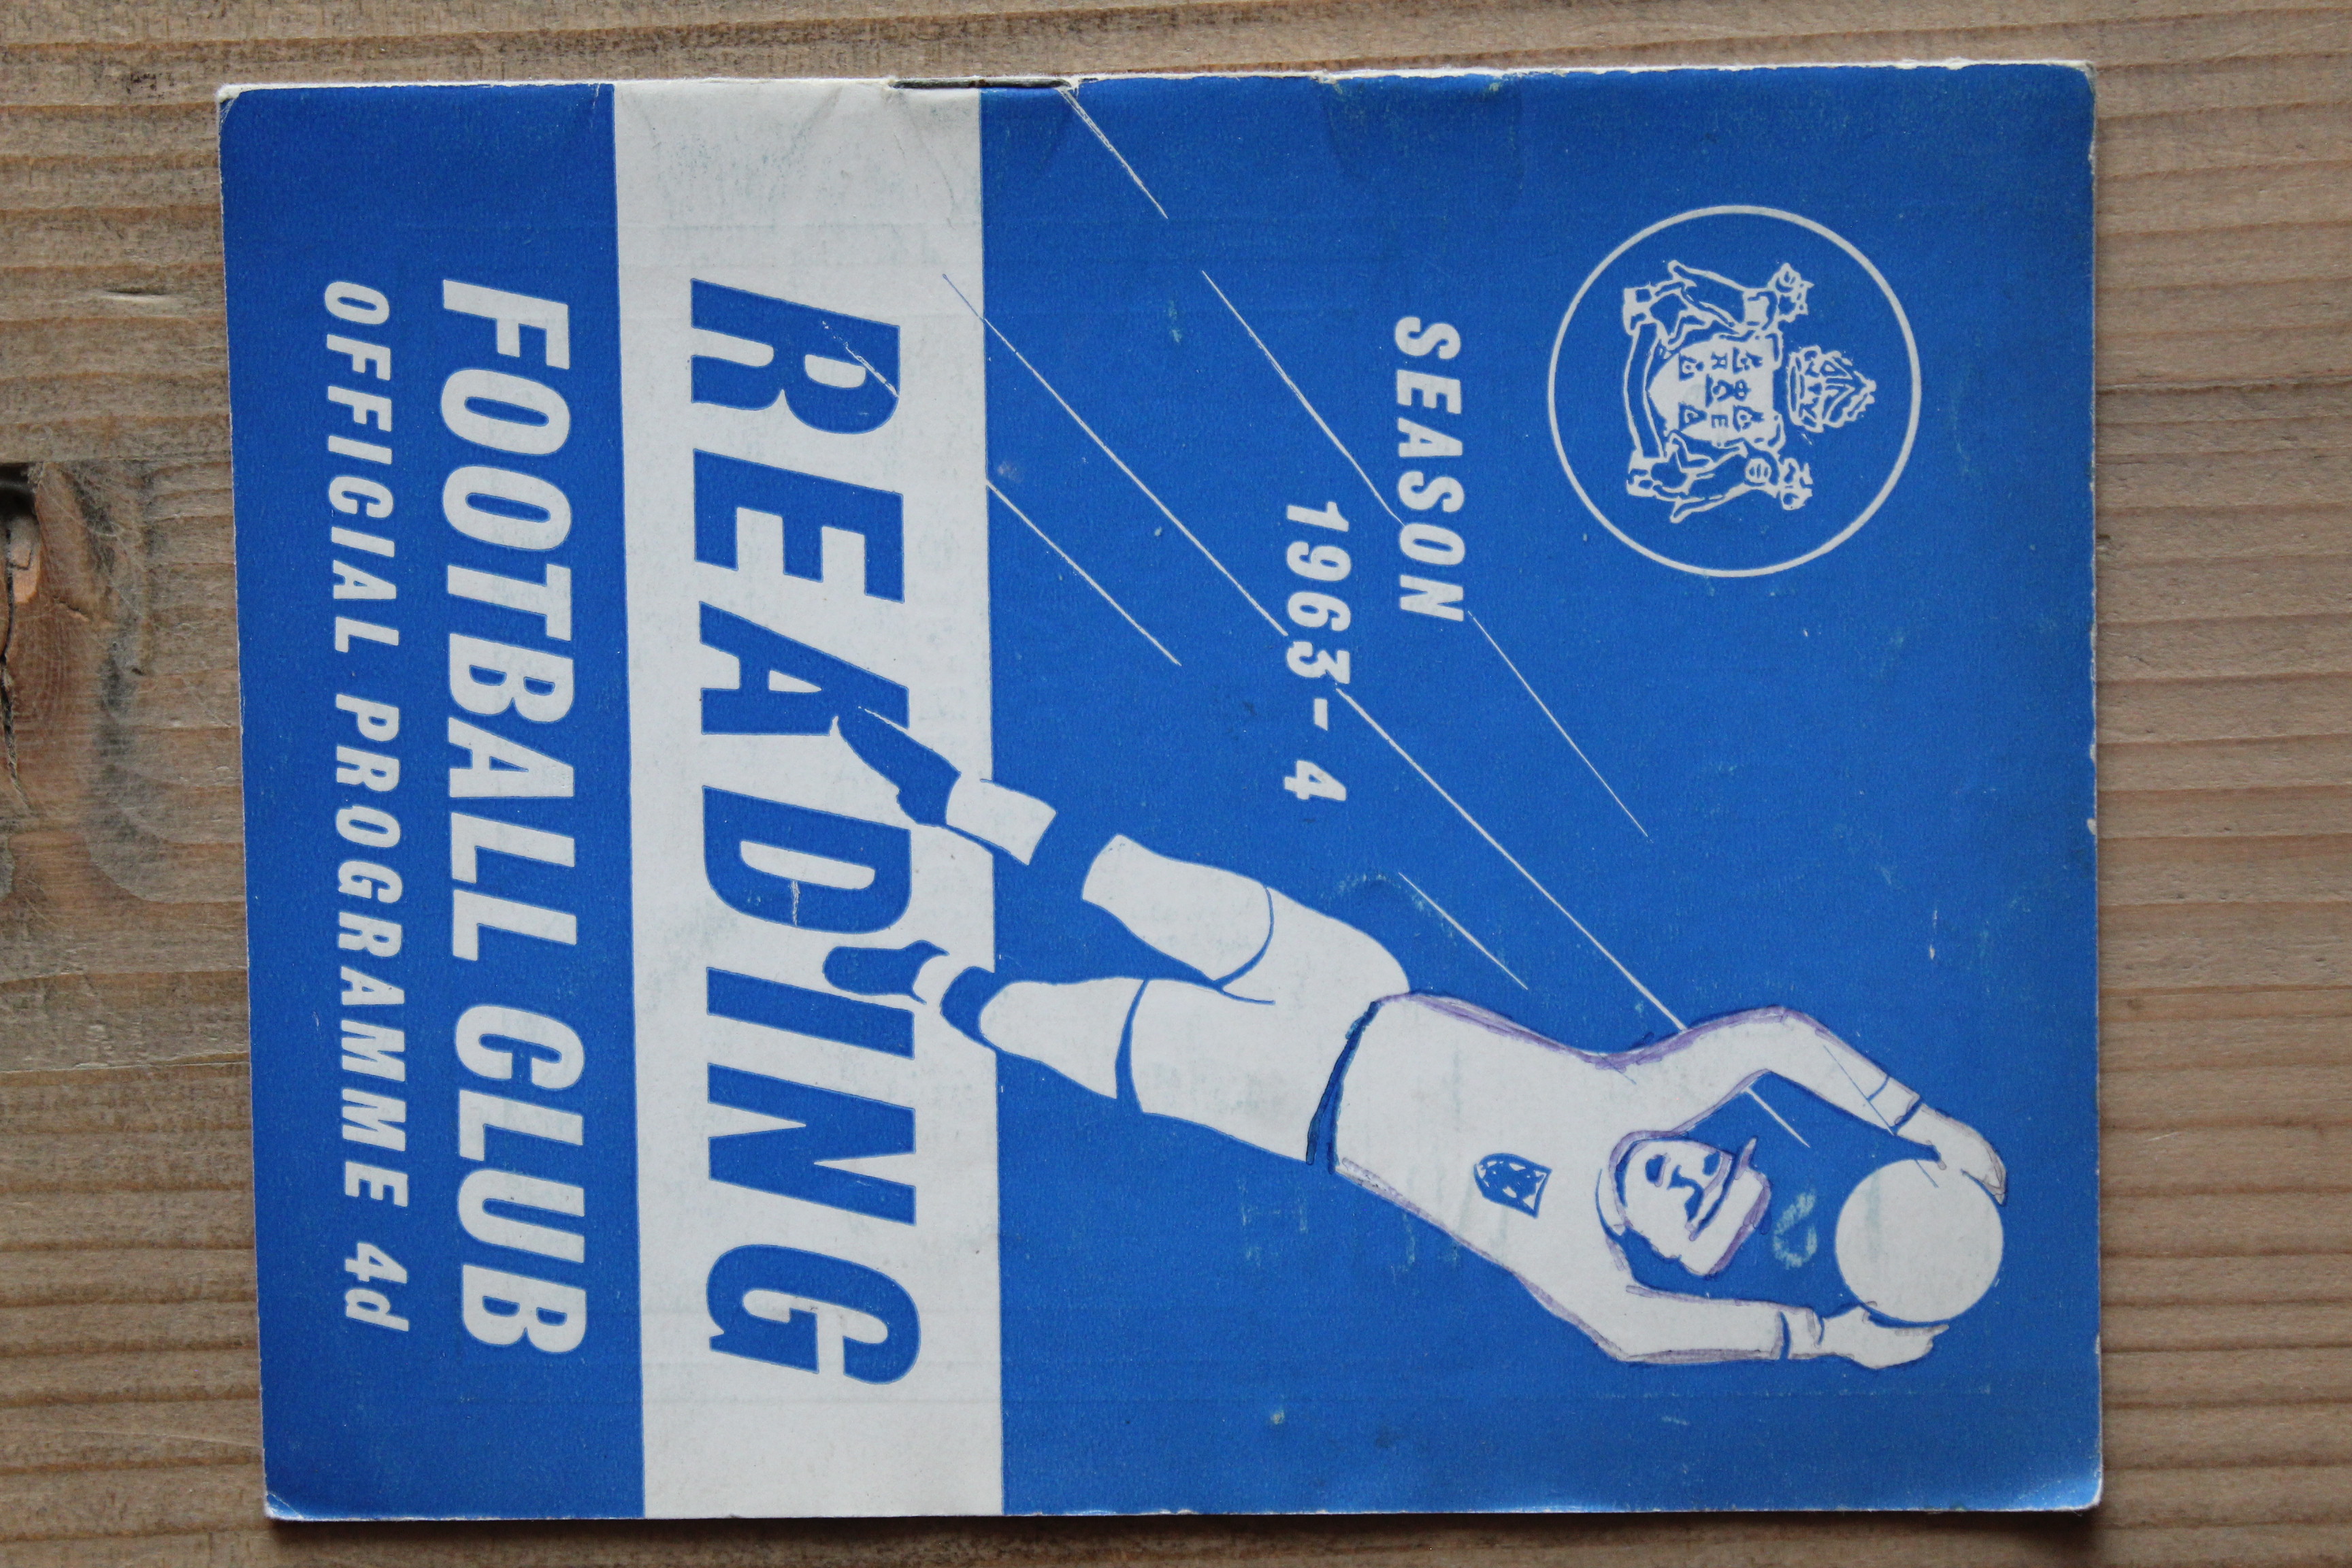 SEASON
1963-4
READING
FOOTBALL CLUB
OFFICIAL PROGRAMME 4d